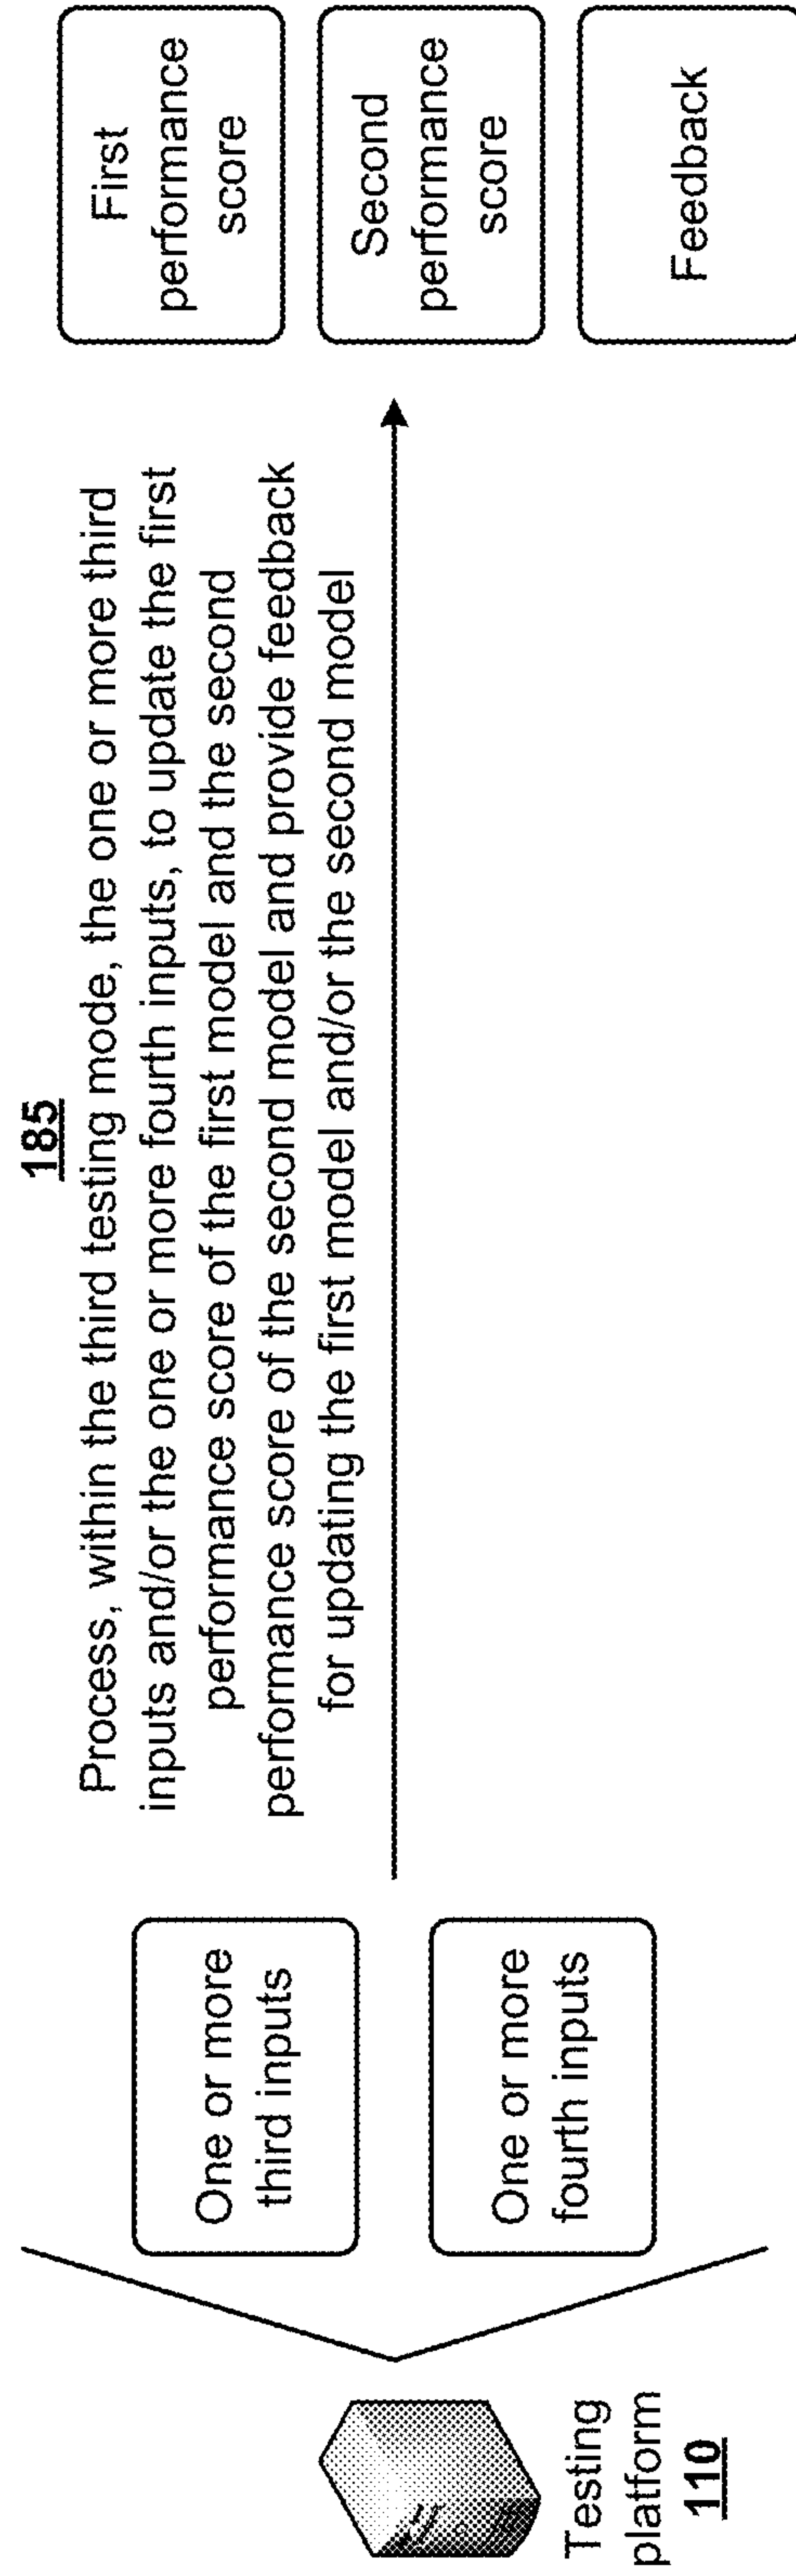 Testing
platform
110
One or more
third inputs
One or more
fourth inputs
185
Process, within the third testing mode, the one or more third
inputs and/or the one or more fourth inputs, to update the first
performance score of the first model and the second
performance score of the second model and provide feedback
for updating the first model and/or the second model
First
performance
score
Second
performance
score
Feedback